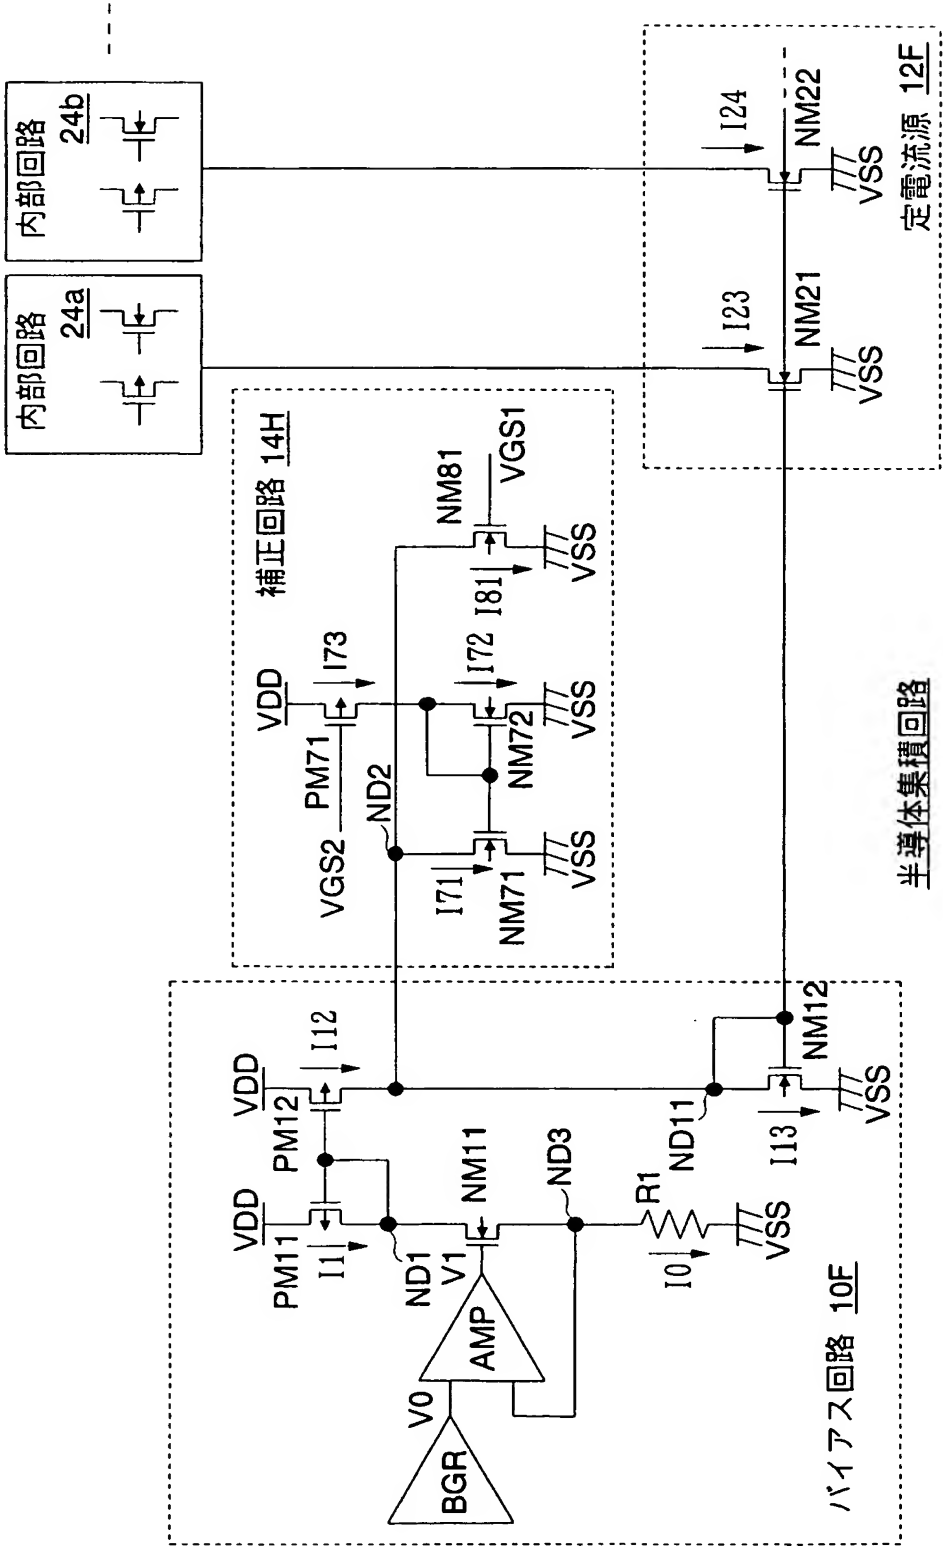 バイアス回路 10F
BGR
V0
AMP
V1
VDD
PM11
I1
ND1
NM11
ND3
R1
I0
VSS
VDD
PM12
I12
ND11
I13
NM12
VSS
補正回路 14H
VGS2
PM71
VDD
I73
ND2
I71
NM71
VSS
I72
NM72
VSS
I81
NM81
VGS1
VSS
内部回路
24a
内部回路
24b
I23
NM21
VSS
I24
NM22
VSS
定電流源 12F
半導体集積回路